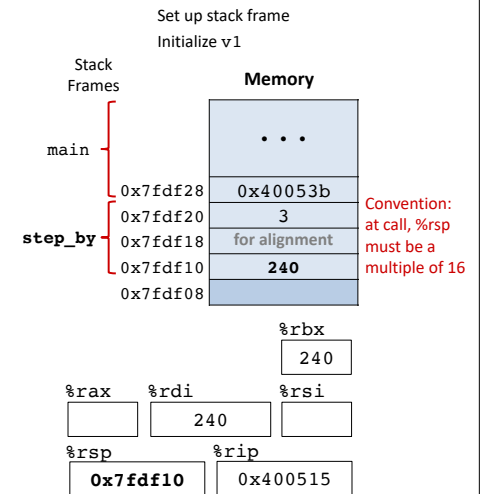 Set up stack frame
Initialize v1
Stack
Frames
Memory
• • •
main
0x7fdf28 0x40053b
0x7fdf20 3
step_by 0x7fdf18 for alignment
0x7fdf10 240
0x7fdf08
Convention:
at call, %rsp
must be a
multiple of 16
%rbx
240
%rax %rdi %rsi
240
%rsp %rip
0x7fdf10 0x400515